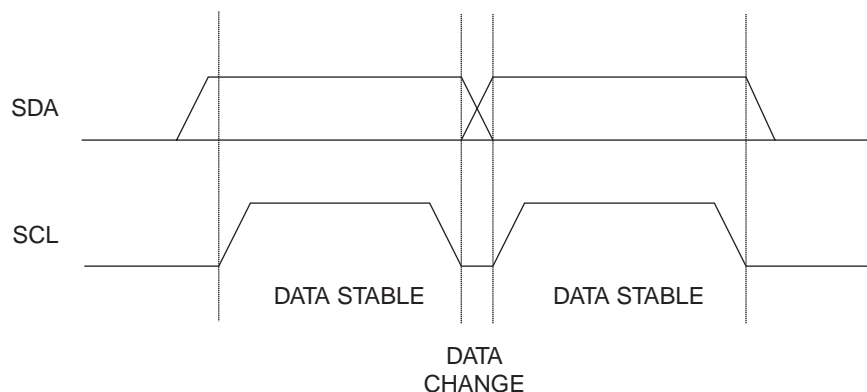 SDA
SCL
DATA STABLE
DATA STABLE
DATA
CHANGE